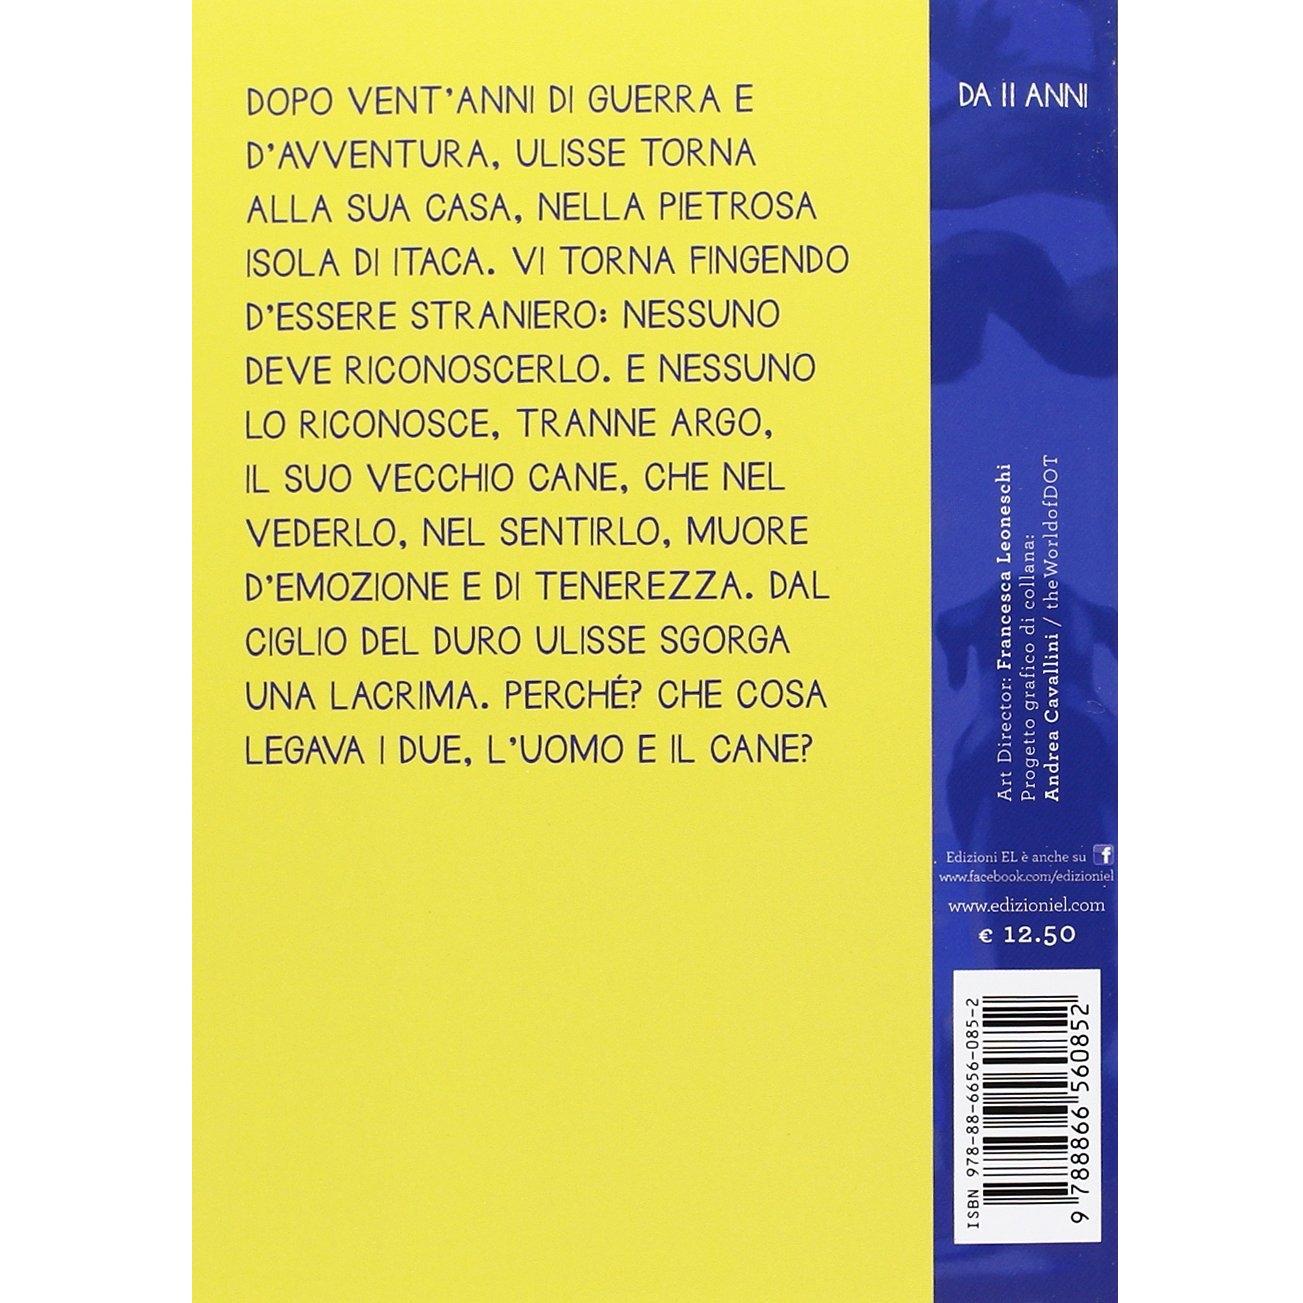 DOPO VENT'ANNI DI GUERRA E
D'AVVENTURA, ULISSE TORNA
ALLA SUA CASA, NELLA PIETROSA
ISOLA DI ITACA. VI TORNA FINGENDO
D'ESSERE STRANIERO: NESSUNO
DEVE RICONOSCERLO. E NESSUNO
LO RICONOSCE, TRANNE ARGO,
IL SUO VECCHIO CANE, CHE NEL
VEDERLO, NEL SENTIRLO, MUORE
D'EMOZIONE E DI TENEREZZA. DAL
CIGLIO DEL DURO ULISSE SGORGA
UNA LACRIMA. PERCHÉ? CHE COSA
LEGAVA I DUE, L'UOMO E IL CANE?
DA 11 ANNI
Art Director: Francesca Leoneschi
Progetto grafico di collana:
Andrea Cavallini / theWorldofDOT
Edizioni EL è anche su f
www.facebook.com/edizioniel
www.edizioniel.com
€ 12.50
ISBN 978-88-6656-085-2
9 788866 560852